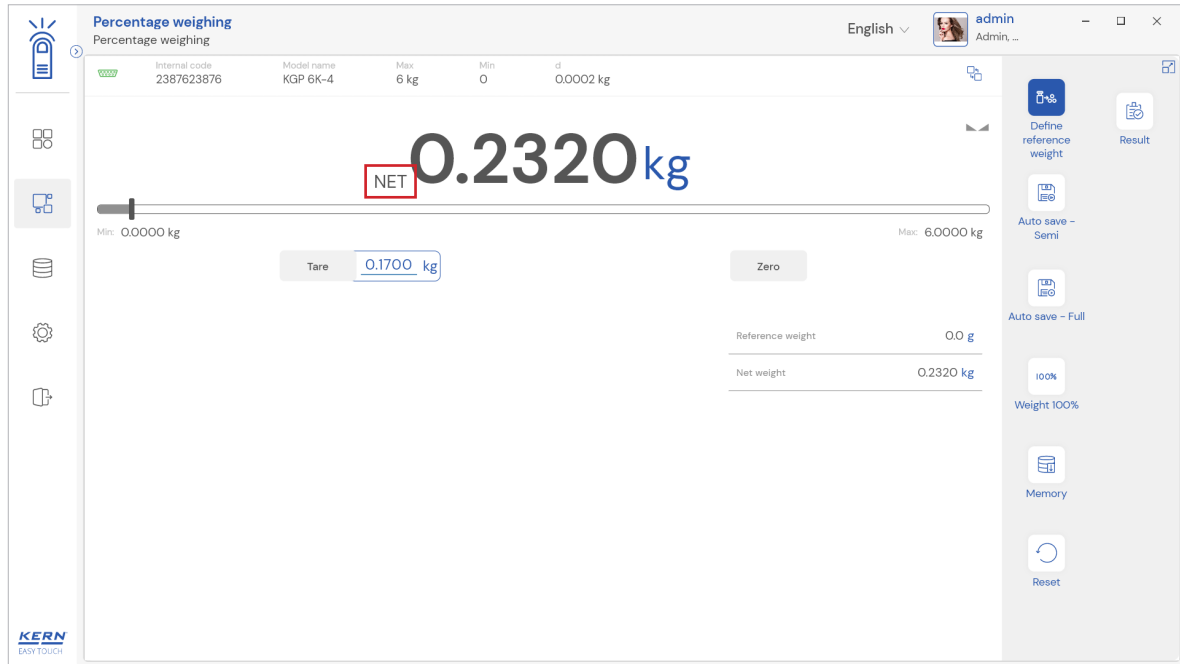 Percentage weighing
Percentage weighing
English
admin
Admin, ...
Internal code
2387623876
Model name
KGP 6K-4
Max
6 kg
Min
0
d
0.0002 kg
NET 0.2320 kg
Min: 0.0000 kg
Max: 6.0000 kg
Tare 0.1700 kg
Zero
Reference weight 0.0 g
Net weight 0.2320 kg
Define
reference
weight
Result
Auto save -
Semi
Auto save - Full
100%
Weight 100%
Memory
Reset
KERN
EASY TOUCH